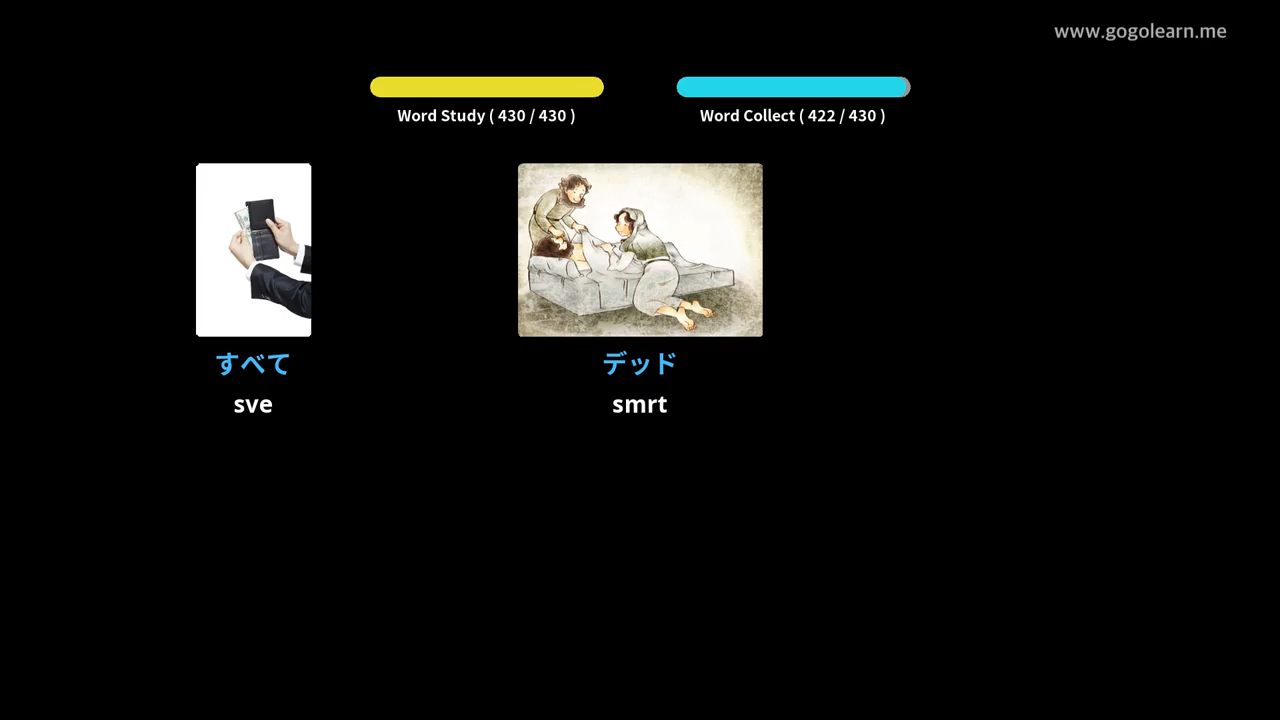 www.gogolearn.me
Word Study ( 430 / 430 )
Word Collect ( 422 / 430 )
すべて
デッド
sve
smrt